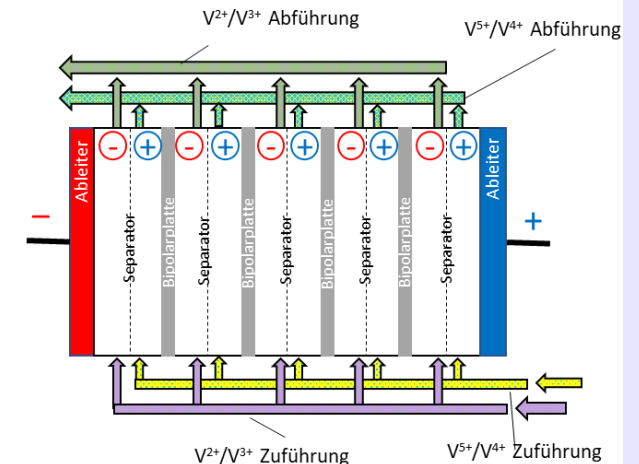 V²⁺/V³⁺ Abführung
V⁵⁺/V⁴⁺ Abführung
- + - + - + - + - +
Ableiter
Separator
Bipolarplatte
Separator
Bipolarplatte
Separator
Bipolarplatte
Separator
Bipolarplatte
Separator
Ableiter
−
+
V²⁺/V³⁺ Zuführung
V⁵⁺/V⁴⁺ Zuführung